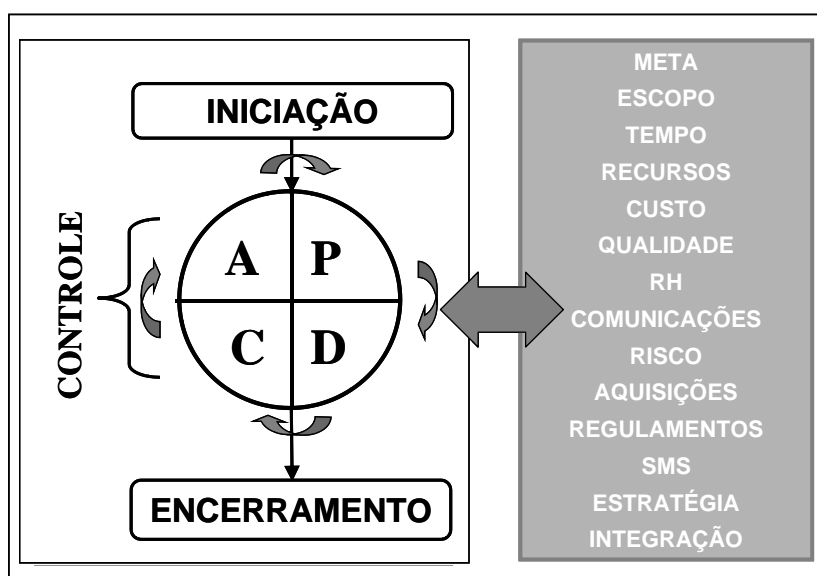 INICIAÇÃO
CONTROLE
A P
C D
ENCERRAMENTO
META
ESCOPO
TEMPO
RECURSOS
CUSTO
QUALIDADE
RH
COMUNICAÇÕES
RISCO
AQUISIÇÕES
REGULAMENTOS
SMS
ESTRATÉGIA
INTEGRAÇÃO